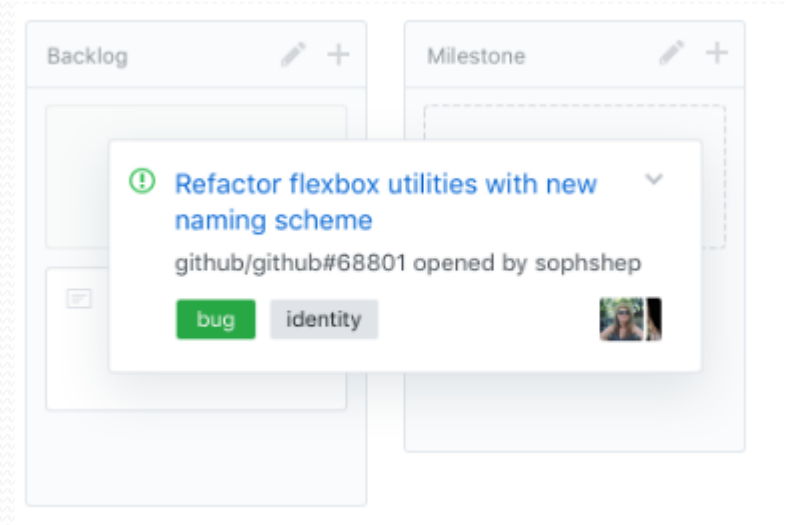 Backlog
Milestone
Refactor flexbox utilities with new
naming scheme
github/github#68801 opened by sophshep
bug
identity